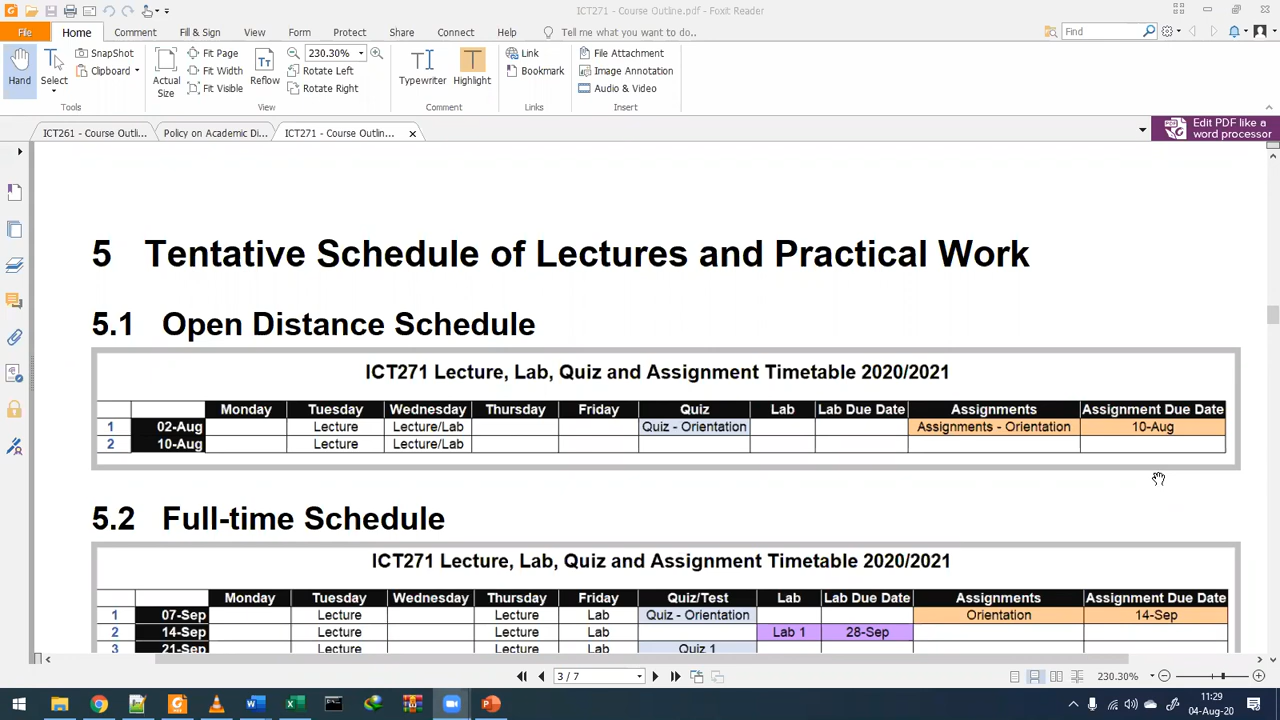 ICT271 - Course Outline.pdf - Foxit Reader
File Home Comment Fill & Sign Form Protect Share Connect Help Tell me what you want to do.. Find
Hand
Select
SnapShot
Clipboard
Tools
Actual
Size
Fit Page
Fit Width
Fit Visible
Reflow
230.30%
Rotate Left
Rotate Right
View
Typewriter Highlight
Comment
Link
Bookmark
Links
File Attachment
Image Annotation
Audio & Video
Insert
ICT261 - Course Outli... Policy on Academic Di... ICT271 - Course Outlin...
Edit PDF like a
word processor
5 Tentative Schedule of Lectures and Practical Work
5.1 Open Distance Schedule
ICT271 Lecture, Lab, Quiz and Assignment Timetable 2020/2021
Monday Tuesday Wednesday Thursday Friday Quiz Lab Lab Due Date Assignments Assignment Due Date
1 02-Aug Lecture Lecture/Lab Quiz - Orientation Assignments - Orientation 10-Aug
2 10-Aug Lecture Lecture/Lab
5.2 Full-time Schedule
ICT271 Lecture, Lab, Quiz and Assignment Timetable 2020/2021
Monday Tuesday Wednesday Thursday Friday Quiz/Test Lab Lab Due Date Assignments Assignment Due Date
1 07-Sep Lecture Lecture Lab Quiz - Orientation Orientation 14-Sep
2 14-Sep Lecture Lecture Lab Lab 1 28-Sep
3 21-Sep Lecture Lecture Lab Quiz 1
3 / 7
230.30%
11:29
04-Aug-20